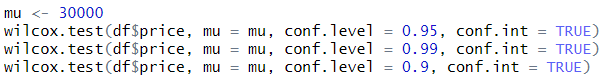 mu <- 30000
wilcox.test(df$price, mu = mu, conf.level = 0.95, conf.int = TRUE)
wilcox.test(df$price, mu = mu, conf.level = 0.99, conf.int = TRUE)
wilcox.test(df$price, mu = mu, conf.level = 0.9, conf.int = TRUE)